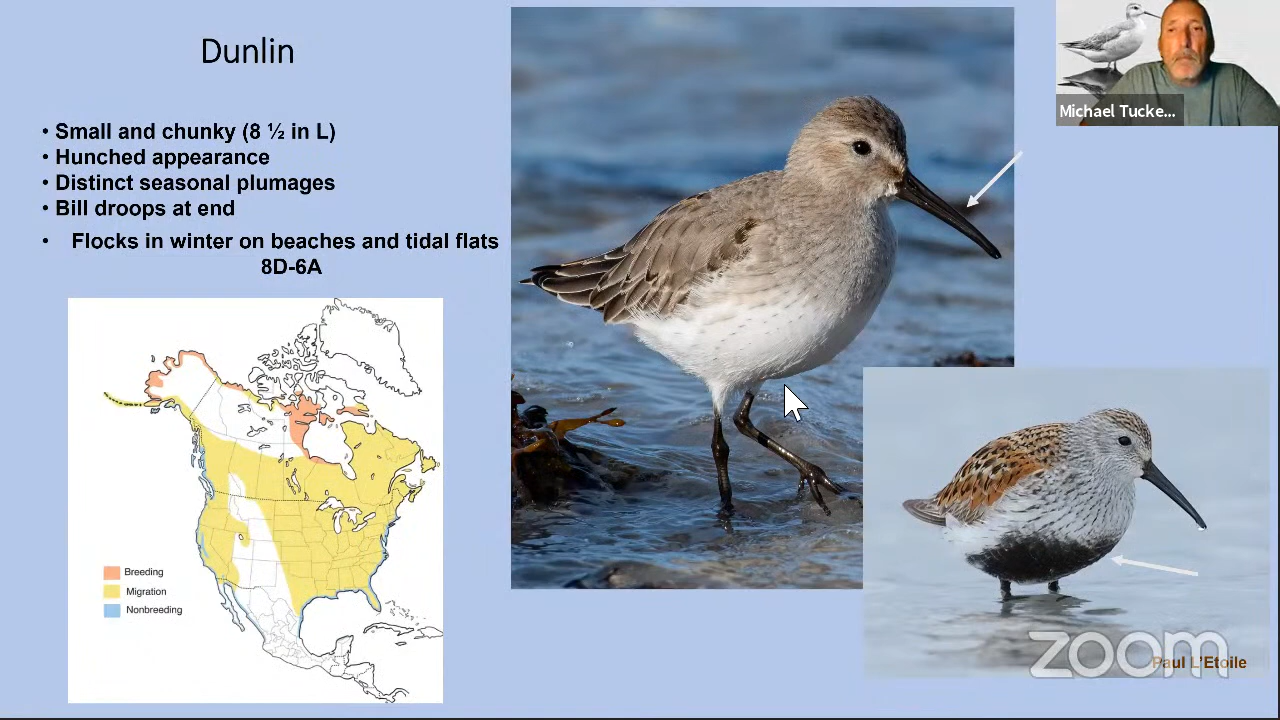 Dunlin
• Small and chunky (8 ½ in L)
• Hunched appearance
• Distinct seasonal plumages
• Bill droops at end
• Flocks in winter on beaches and tidal flats
8D-6A
Breeding
Migration
Nonbreeding
Michael Tucke...
Paul L'Etoile
zoom